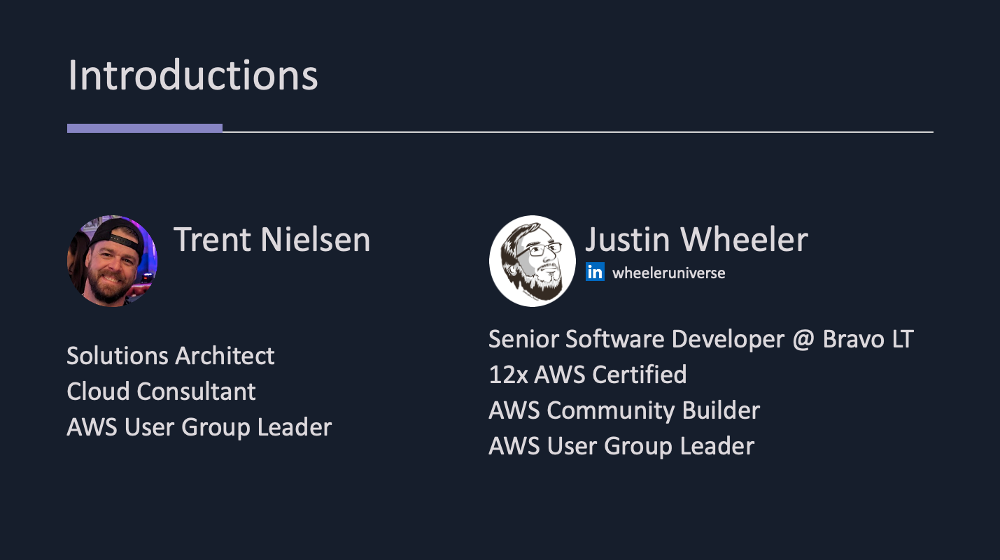 Introductions
Trent Nielsen
Solutions Architect
Cloud Consultant
AWS User Group Leader
Justin Wheeler
in wheeleruniverse
Senior Software Developer @ Bravo LT
12x AWS Certified
AWS Community Builder
AWS User Group Leader